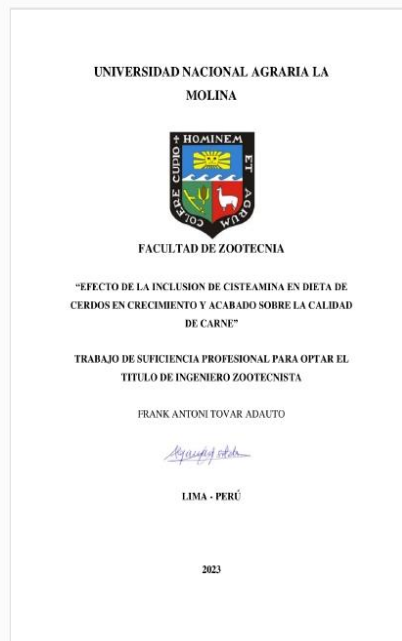 UNIVERSIDAD NACIONAL AGRARIA LA
MOLINA
COLERE CUPIO HOMINEM ET AGRUM
FACULTAD DE ZOOTECNIA
“EFECTO DE LA INCLUSION DE CISTEAMINA EN DIETA DE
CERDOS EN CRECIMIENTO Y ACABADO SOBRE LA CALIDAD
DE CARNE”
TRABAJO DE SUFICIENCIA PROFESIONAL PARA OPTAR EL
TITULO DE INGENIERO ZOOTECNISTA
FRANK ANTONI TOVAR ADAUTO
LIMA - PERÚ
2023